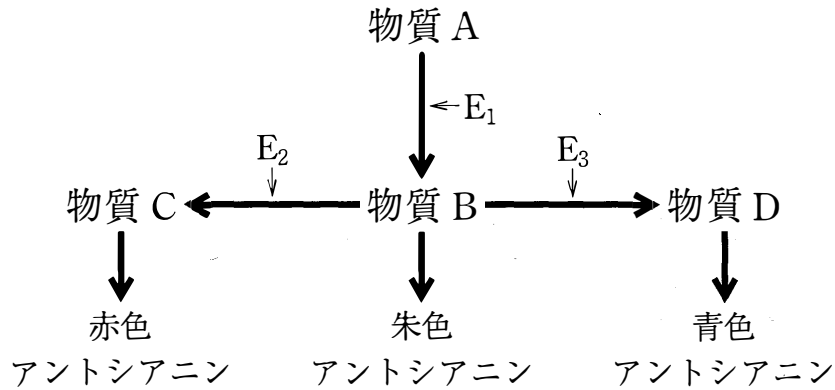 物質 A
E₁
E₂
E₃
物質 C
物質 B
物質 D
赤色
アントシアニン
朱色
アントシアニン
青色
アントシアニン